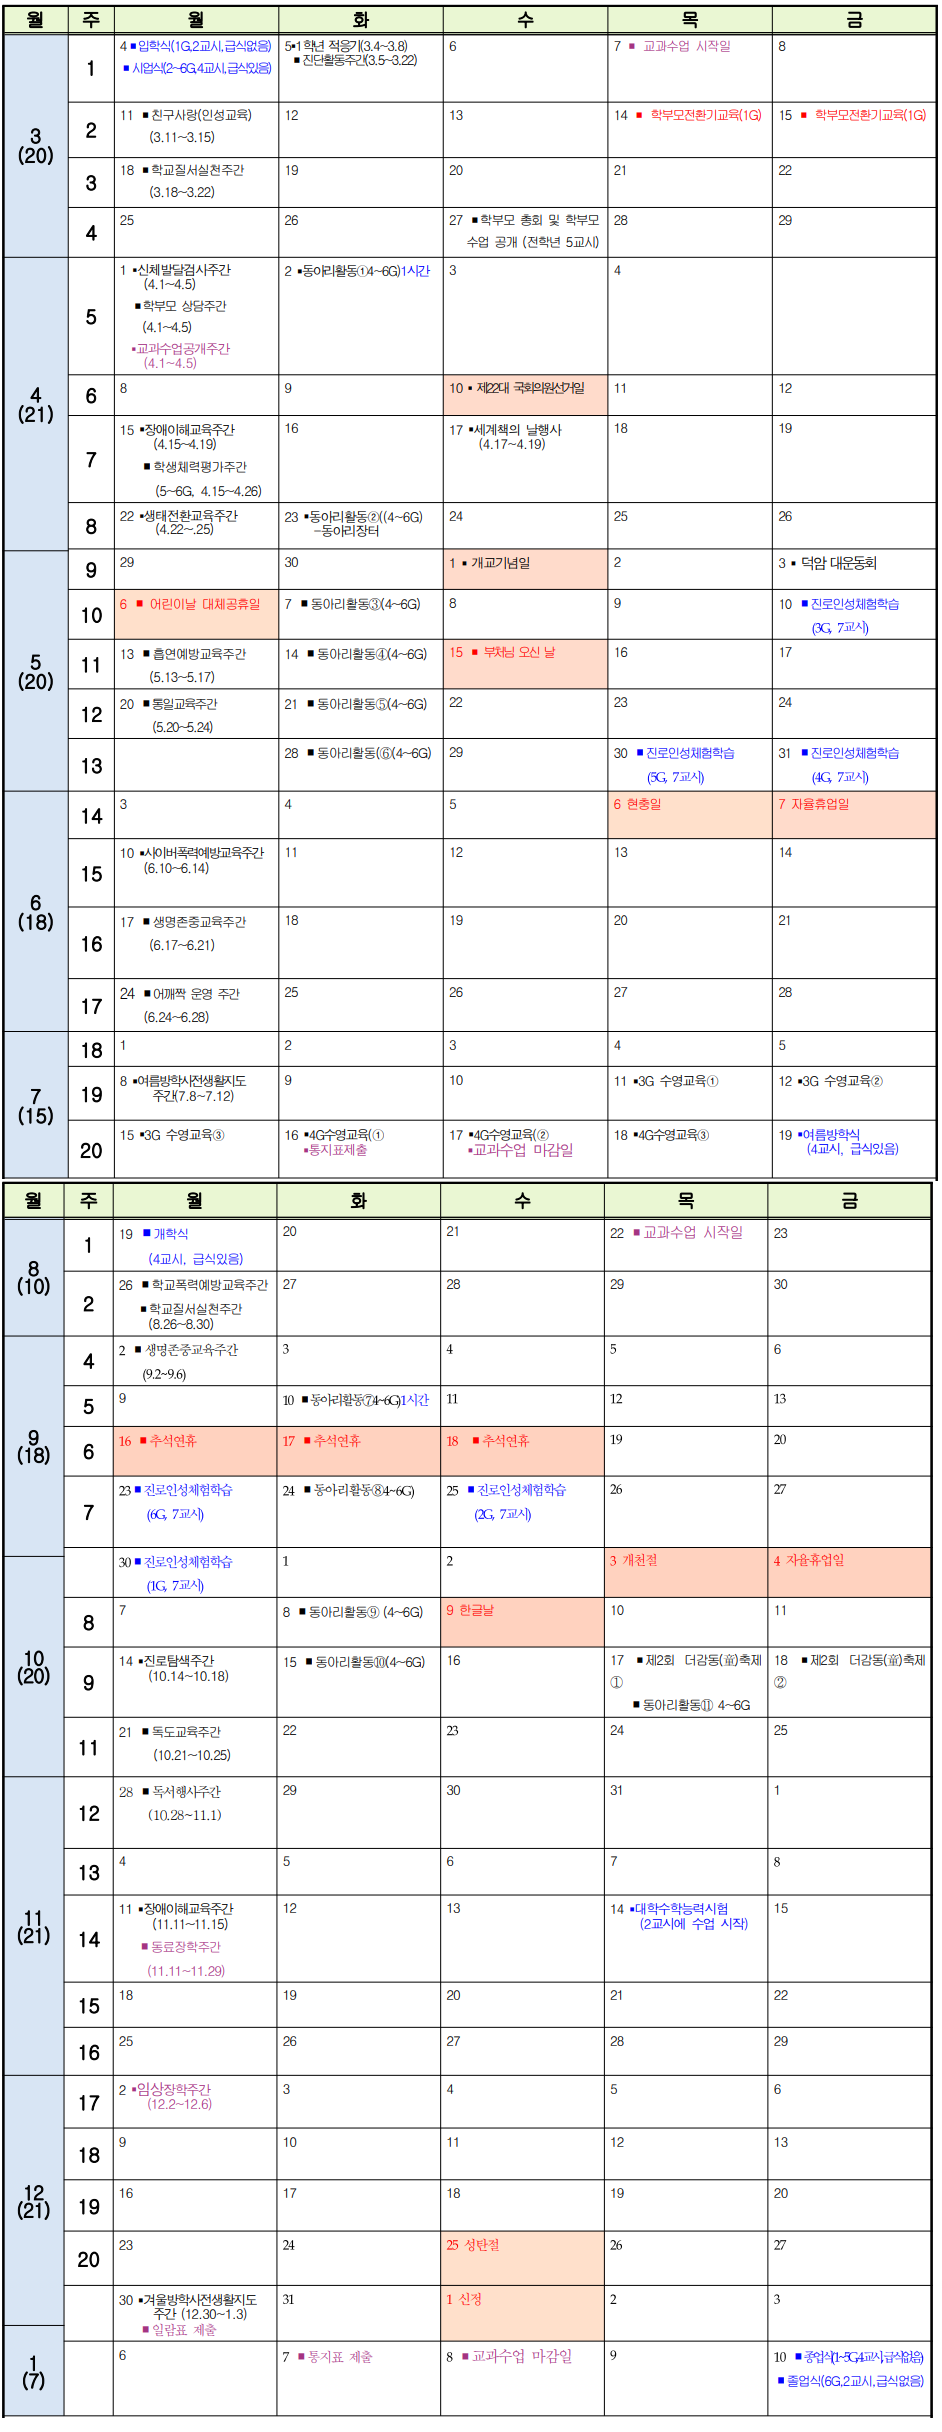 월 주 월 화 수 목 금
3
(20)
1
4 ■ 입학식(1G,2교시,급식없음)
■ 시업식(2~6G,4교시,급식있음)
5▪1학년 적응기(3.4~3.8)
■ 진단활동주간(3.5~3.22)
6
7 ■ 교과수업 시작일
8
2
11 ■ 친구사랑(인성교육)
(3.11~3.15)
12
13
14 ■ 학부모전환기교육(1G)
15 ■ 학부모전환기교육(1G)
3
18 ■ 학교질서실천주간
(3.18~3.22)
19
20
21
22
4
25
26
27 ■ 학부모 총회 및 학부모
수업 공개 (전학년 5교시)
28
29
4
(21)
5
1 ▪신체발달검사주간
(4.1~4.5)
■ 학부모 상담주간
(4.1~4.5)
▪교과수업공개주간
(4.1~4.5)
2 ▪동아리활동①4~6G)1시간
3
4
6
8
9
10 ▪ 제22대 국회의원선거일
11
12
7
15 ▪장애이해교육주간
(4.15~4.19)
■ 학생체력평가주간
(5~6G, 4.15~4.26)
16
17 ▪세계책의 날행사
(4.17~4.19)
18
19
8
22 ▪생태전환교육주간
(4.22~.25)
23 ▪동아리활동②((4~6G)
-동아리장터
24
25
26
5
(20)
9
29
30
1 ▪ 개교기념일
2
3 ▪ 덕암 대운동회
10
6 ■ 어린이날 대체공휴일
7 ■ 동아리활동③(4~6G)
8
9
10 ■ 진로인성체험학습
(3G, 7교시)
11
13 ■ 흡연예방교육주간
(5.13~5.17)
14 ■ 동아리활동④(4~6G)
15 ■ 부처님 오신 날
16
17
12
20 ■ 통일교육주간
(5.20~5.24)
21 ■ 동아리활동⑤(4~6G)
22
23
24
13
28 ■ 동아리활동(⑥(4~6G)
29
30 ■ 진로인성체험학습
(5G, 7교시)
31 ■ 진로인성체험학습
(4G, 7교시)
6
(18)
14
3
4
5
6 현충일
7 자율휴업일
15
10 ▪사이버폭력예방교육주간
(6.10~6.14)
11
12
13
14
16
17 ■ 생명존중교육주간
(6.17~6.21)
18
19
20
21
17
24 ■ 어깨짝 운영 주간
(6.24~6.28)
25
26
27
28
7
(15)
18
1
2
3
4
5
19
8 ▪여름방학사전생활지도
주간(7.8~7.12)
9
10
11 ▪3G 수영교육①
12 ▪3G 수영교육②
20
15 ▪3G 수영교육③
16 ▪4G수영교육(①
▪통지표제출
17 ▪4G수영교육(②
▪교과수업 마감일
18 ▪4G수영교육③
19 ▪여름방학식
(4교시, 급식있음)
월 주 월 화 수 목 금
8
(10)
1
19 ■ 개학식
(4교시, 급식있음)
20
21
22 ■ 교과수업 시작일
23
2
26 ■ 학교폭력예방교육주간
■ 학교질서실천주간
(8.26~8.30)
27
28
29
30
9
(18)
4
2 ■ 생명존중교육주간
(9.2~9.6)
3
4
5
6
5
9
10 ■ 동아리활동⑦4~6G)1시간
11
12
13
6
16 ■ 추석연휴
17 ■ 추석연휴
18 ■ 추석연휴
19
20
7
23 ■ 진로인성체험학습
(6G, 7교시)
24 ■ 동아리활동⑧4~6G)
25 ■ 진로인성체험학습
(2G, 7교시)
26
27
10
(20)
30 ■ 진로인성체험학습
(1G, 7교시)
1
2
3 개천절
4 자율휴업일
8
7
8 ■ 동아리활동⑨ (4~6G)
9 한글날
10
11
9
14 ▪진로탐색주간
(10.14~10.18)
15 ■ 동아리활동⑩(4~6G)
16
17 ■ 제2회 더감동(童)축제
①
■ 동아리활동⑪ 4~6G
18 ■ 제2회 더감동(童)축제
②
11
21 ■ 독도교육주간
(10.21~10.25)
22
23
24
25
11
(21)
12
28 ■ 독서행사주간
(10.28~11.1)
29
30
31
1
13
4
5
6
7
8
14
11 ▪장애이해교육주간
(11.11~11.15)
■ 동료장학주간
(11.11~11.29)
12
13
14 ▪대학수학능력시험
(2교시에 수업 시작)
15
15
18
19
20
21
22
16
25
26
27
28
29
12
(21)
17
2 ▪임상장학주간
(12.2~12.6)
3
4
5
6
18
9
10
11
12
13
19
16
17
18
19
20
20
23
24
25 성탄절
26
27
30 ▪겨울방학사전생활지도
주간 (12.30~1.3)
■ 일람표 제출
31
1 신정
2
3
1
(7)
6
7 ■ 통지표 제출
8 ■ 교과수업 마감일
9
10 ■ 종업식(1~5G,4교시,급식없음)
■ 졸업식(6G,2교시,급식없음)